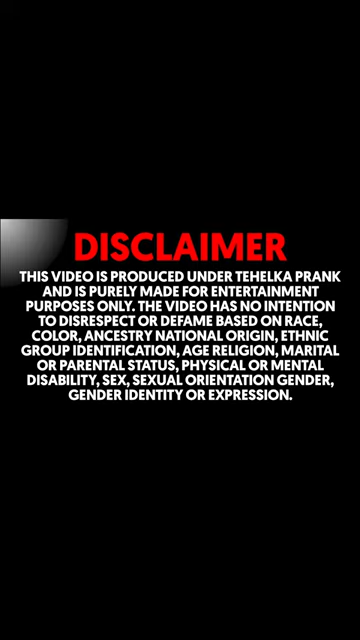 DISCLAIMER
THIS VIDEO IS PRODUCED UNDER TEHELKA PRANK
AND IS PURELY MADE FOR ENTERTAINMENT
PURPOSES ONLY. THE VIDEO HAS NO INTENTION
TO DISRESPECT OR DEFAME BASED ON RACE,
COLOR, ANCESTRY NATIONAL ORIGIN, ETHNIC
GROUP IDENTIFICATION, AGE RELIGION, MARITAL
OR PARENTAL STATUS, PHYSICAL OR MENTAL
DISABILITY, SEX, SEXUAL ORIENTATION GENDER,
GENDER IDENTITY OR EXPRESSION.